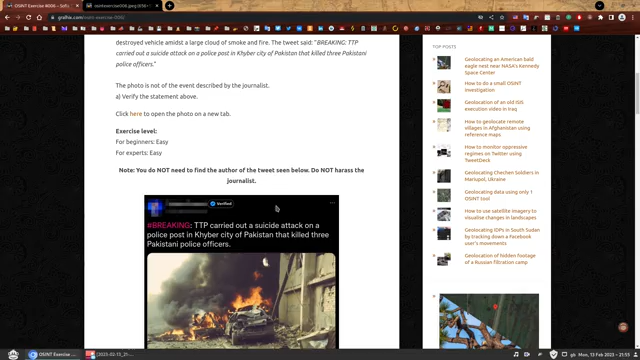 OSINT Exercise #006 – Sofi
osintexercise006.jpeg (858×
gralhix.com/osint-exercise-006/
destroyed vehicle amidst a large cloud of smoke and fire. The tweet said: "BREAKING: TTP
carried out a suicide attack on a police post in Khyber city of Pakistan that killed three Pakistani
police officers."
The photo is not of the event described by the journalist.
a) Verify the statement above.
Click here to open the photo on a new tab.
Exercise level:
For beginners: Easy
For experts: Easy
Note: You do NOT need to find the author of the tweet seen below. Do NOT harass the
journalist.
Verified
#BREAKING: TTP carried out a suicide attack on a
police post in Khyber city of Pakistan that killed three
Pakistani police officers.
TOP POSTS
Geolocating an American bald
eagle nest near NASA's Kennedy
Space Center
How to do a small OSINT
investigation
Geolocation of an old ISIS
execution video in Iraq
How to geolocate remote
villages in Afghanistan using
reference maps
How to monitor oppressive
regimes on Twitter using
TweetDeck
Geolocating Chechen Soldiers in
Mariupol, Ukraine
Geolocating data using only 1
OSINT tool
How to use satellite imagery to
visualise changes in landscapes
Geolocating IDPs in South Sudan
by tracking down a Facebook
user's movements
Geolocation of hidden footage
of a Russian filtration camp
OSINT Exercise
[2023-02-13_21...
gb Mon, 13 Feb 2023 21:55